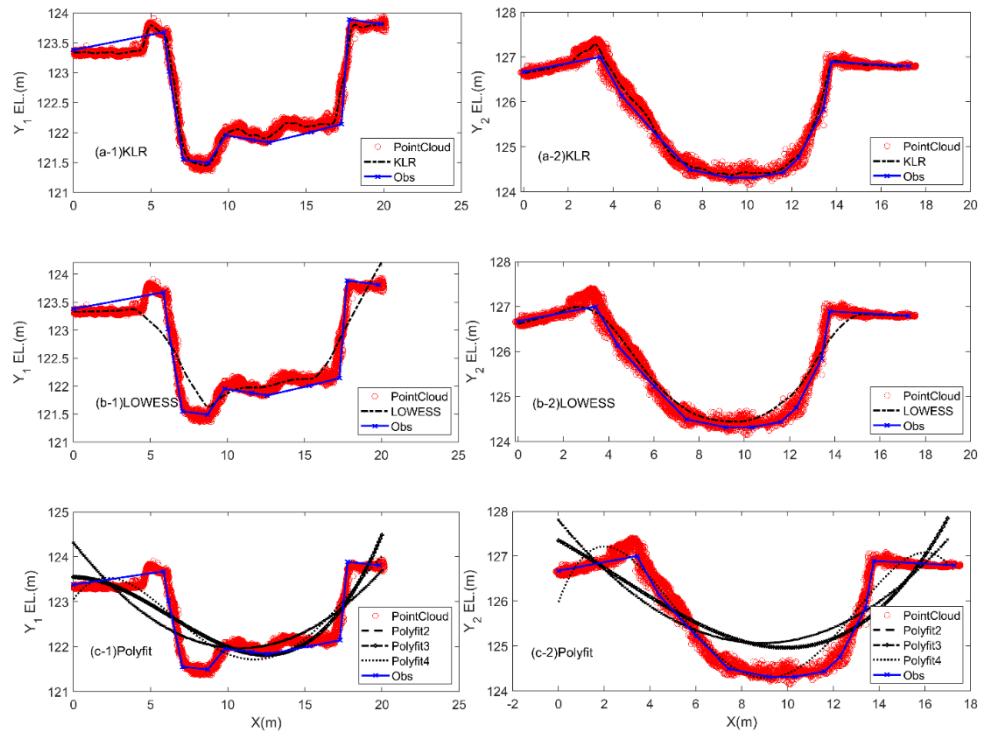 124
123.5
123
122.5
122
121.5
121
Y1 EL.(m)
(a-1)KLR
PointCloud
KLR
Obs
0 5 10 15 20 25
128
127
126
125
124
Y2 EL.(m)
(a-2)KLR
PointCloud
KLR
Obs
0 2 4 6 8 10 12 14 16 18 20
124
123.5
123
122.5
122
121.5
121
Y1 EL.(m)
(b-1)LOWESS
PointCloud
LOWESS
Obs
0 5 10 15 20 25
128
127
126
125
124
Y2 EL.(m)
(b-2)LOWESS
PointCloud
LOWESS
Obs
0 2 4 6 8 10 12 14 16 18 20
125
124
123
122
121
Y1 EL.(m)
(c-1)Polyfit
PointCloud
Polyfit2
Polyfit3
Polyfit4
Obs
0 5 10 15 20 25
X(m)
128
127
126
125
124
Y2 EL.(m)
(c-2)Polyfit
PointCloud
Polyfit2
Polyfit3
Polyfit4
Obs
-2 0 2 4 6 8 10 12 14 16 18
X(m)